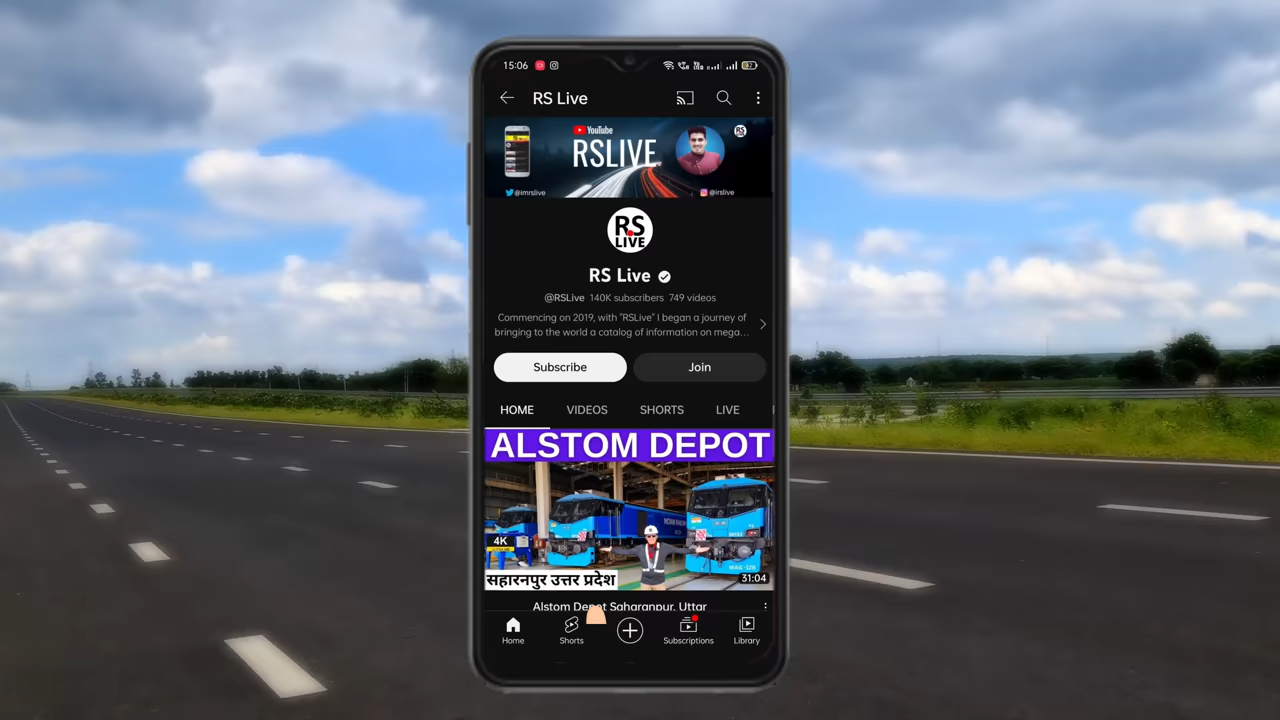 15:06
RS Live
YouTube
RS
RSLIVE
@imrslive
@irslive
RS
LIVE
RS Live
@RSLive 140K subscribers 749 videos
Commencing on 2019, with "RSLive" I began a journey of
bringing to the world a catalog of information on mega...
Subscribe
Join
HOME VIDEOS SHORTS LIVE
ALSTOM DEPOT
4K
WAG-12B
सहारनपुर उत्तर प्रदेश
31:04
Alstom Depot Saharanpur, Uttar
Home
Shorts
Subscriptions
Library